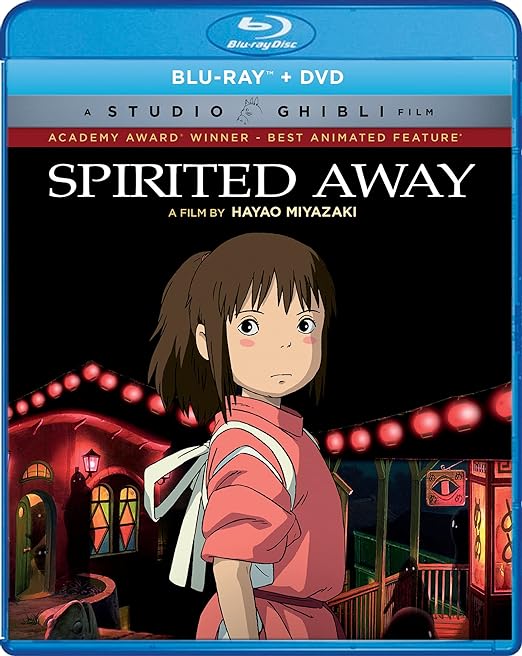 Blu-ray Disc
BLU-RAY™ + DVD
A STUDIO GHIBLI FILM
ACADEMY AWARD® WINNER - BEST ANIMATED FEATURE®
SPIRITED AWAY
A FILM BY HAYAO MIYAZAKI